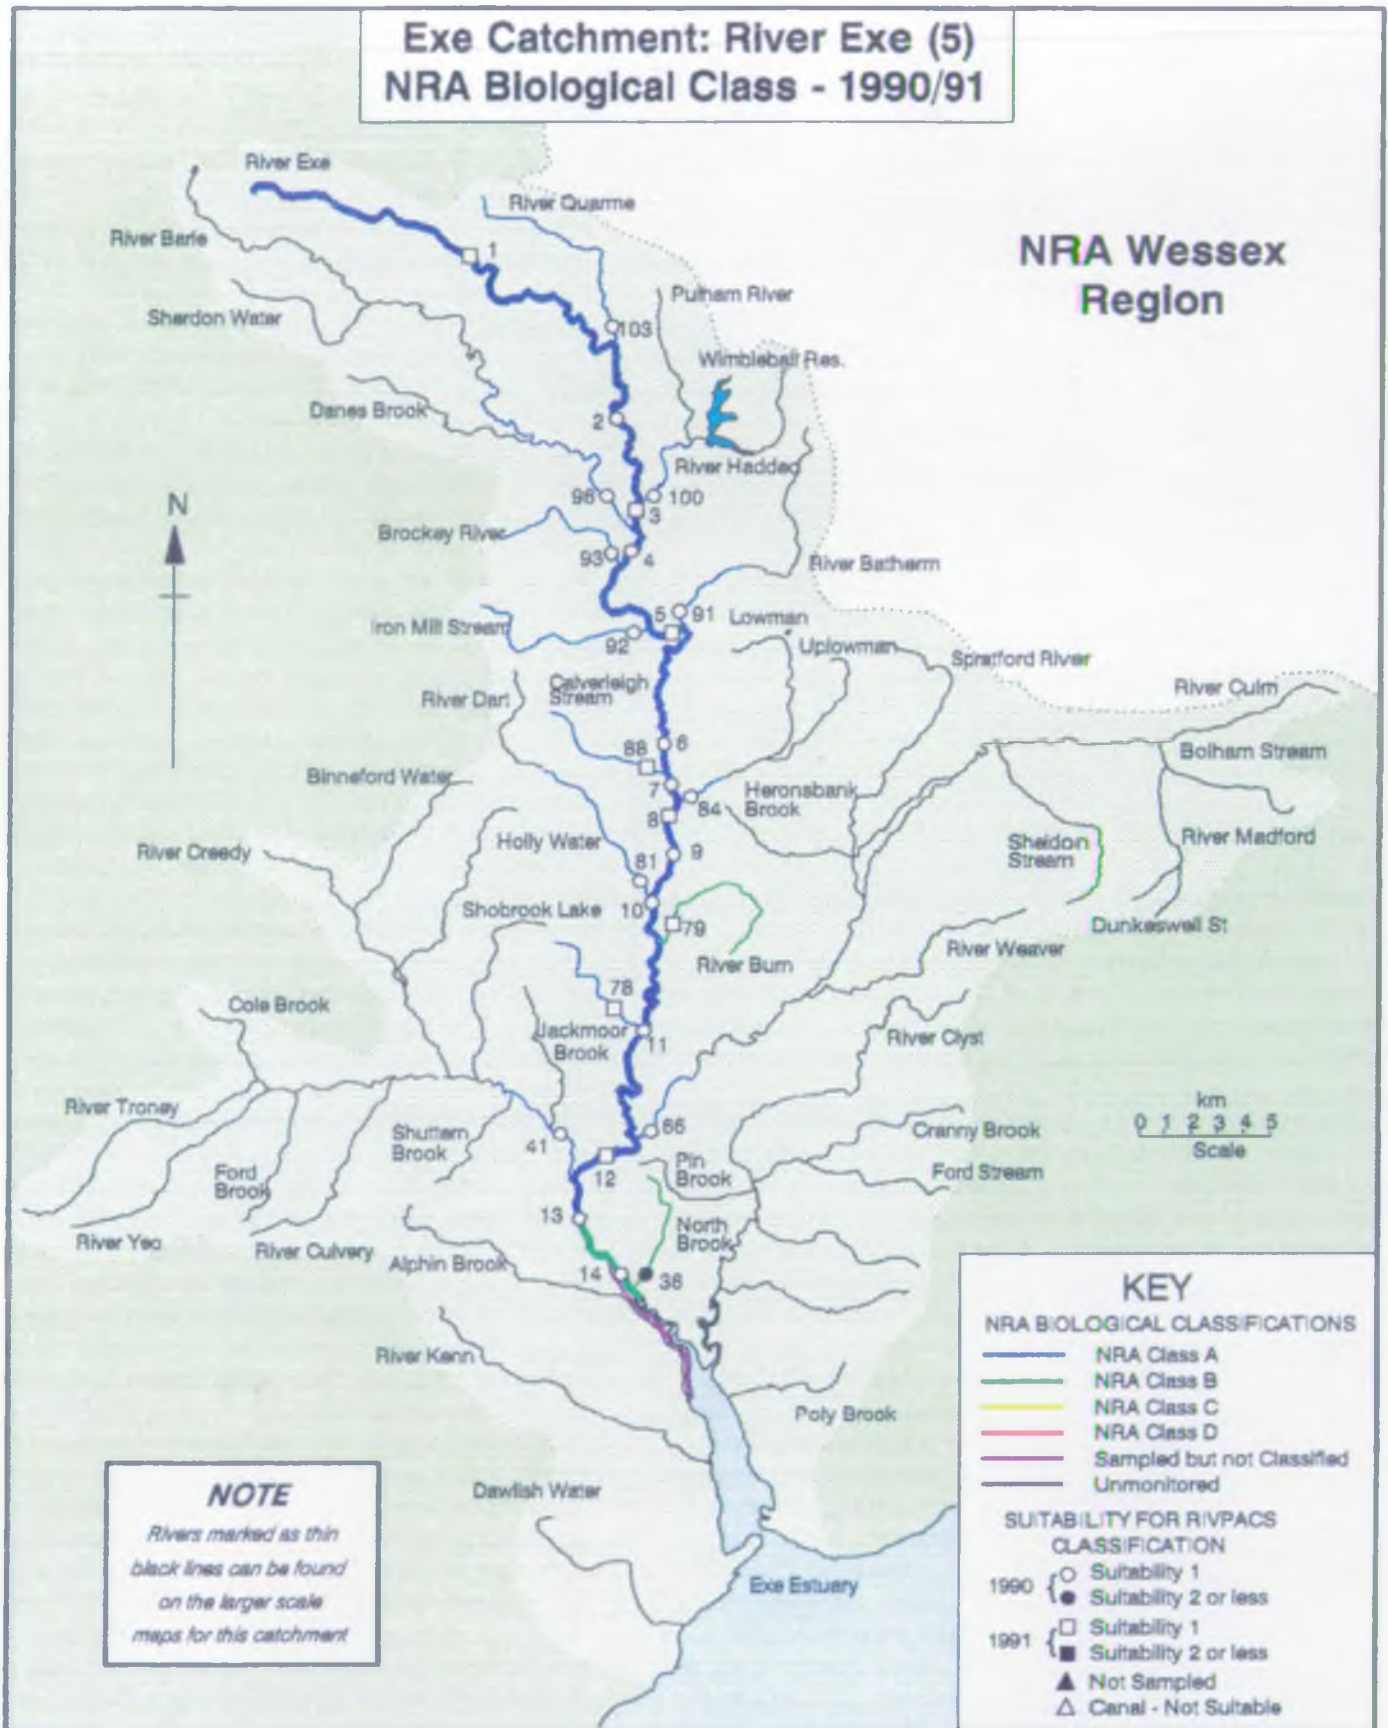 Exe Catchment: River Exe (5)
NRA Biological Class - 1990/91
River Exe
River Quarme
River Barle
NRA Wessex
Region
1
Pulham River
Sherdon Water
103
Wimbleball Res.
Danes Brook
2
River Haddeo
N
98
100
3
Brockey River
93
4
River Batherm
5
91
Lowman
Iron Mill Stream
92
Uplowman
Spratford River
Calverleigh
Stream
River Dart
River Culm
88
6
Bolham Stream
Binneford Water
7
84
Heronsbank
Brook
8
Holly Water
Sheldon
Stream
River Madford
River Creedy
81
9
Shobrook Lake
10
79
Dunkeswell St
River Burn
River Weaver
78
Cole Brook
Jackmoor
Brook
11
River Clyst
River Troney
km
0 1 2 3 4 5
Scale
Shuttern
Brook
41
66
Cranny Brook
12
Pin
Brook
Ford Stream
Ford
Brook
13
North
Brook
River Yeo
River Culvery
Alphin Brook
14
36
River Kenn
Poly Brook
Dawlish Water
Exe Estuary
NOTE
Rivers marked as thin
black lines can be found
on the larger scale
maps for this catchment
KEY
NRA BIOLOGICAL CLASSIFICATIONS
NRA Class A
NRA Class B
NRA Class C
NRA Class D
Sampled but not Classified
Unmonitored
SUITABILITY FOR RIVPACS
CLASSIFICATION
1990 { Suitability 1
Suitability 2 or less
1991 { Suitability 1
Suitability 2 or less
Not Sampled
Canal - Not Suitable